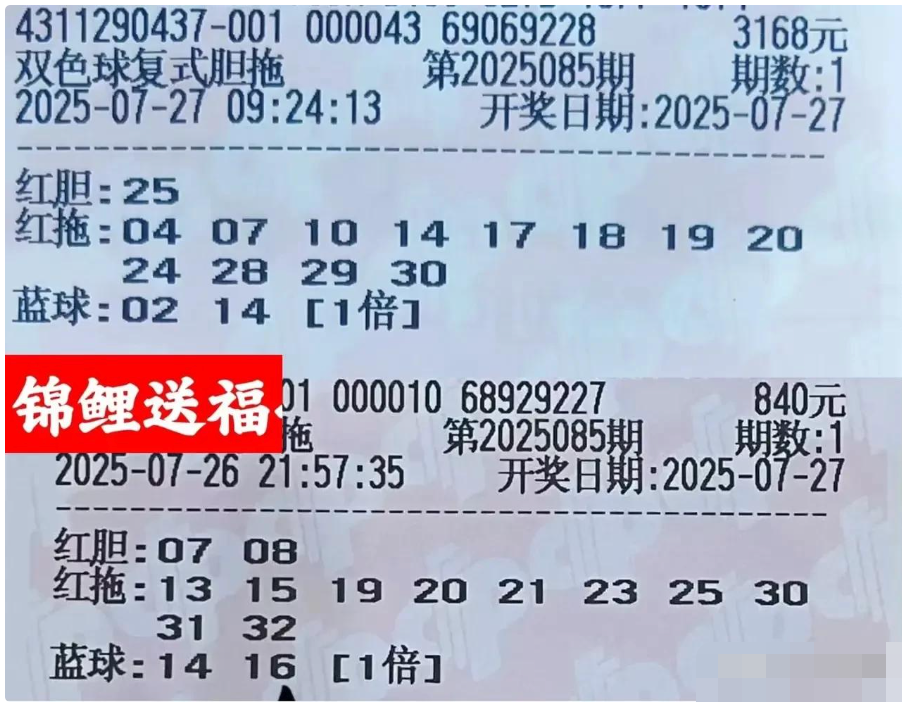 4311290437-001 000043 69069228 3168元
双色球复式胆拖 第2025085期 期数:1
2025-07-27 09:24:13 开奖日期:2025-07-27
红胆:25
红拖:04 07 10 14 17 18 19 20
24 28 29 30
蓝球:02 14 [1倍]
锦鲤送福
01 000010 68929227 840元
拖 第2025085期 期数:1
2025-07-26 21:57:35 开奖日期:2025-07-27
红胆:07 08
红拖:13 15 19 20 21 23 25 30
31 32
蓝球:14 16 [1倍]